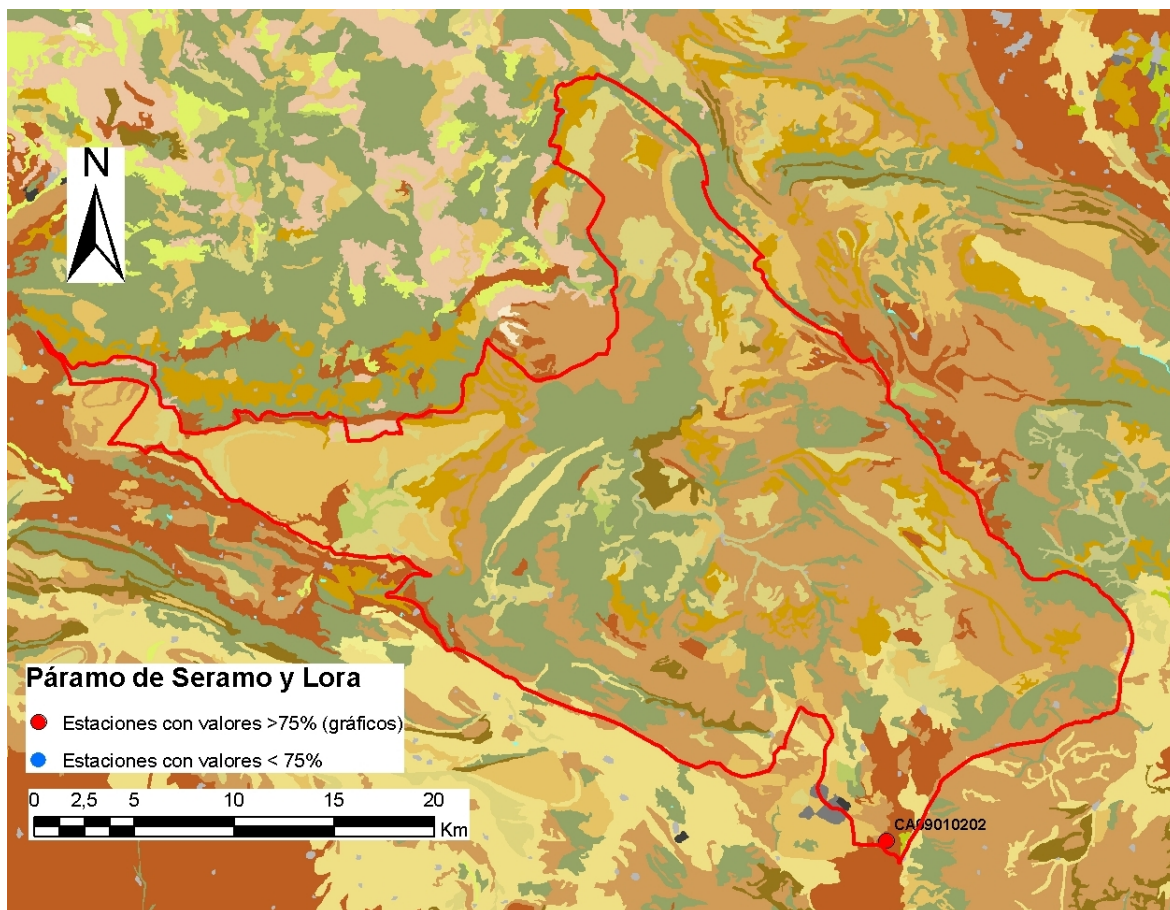 N
Páramo de Seramo y Lora
Estaciones con valores >75% (gráficos)
Estaciones con valores < 75%
0 2,5 5 10 15 20
Km
CA09010202